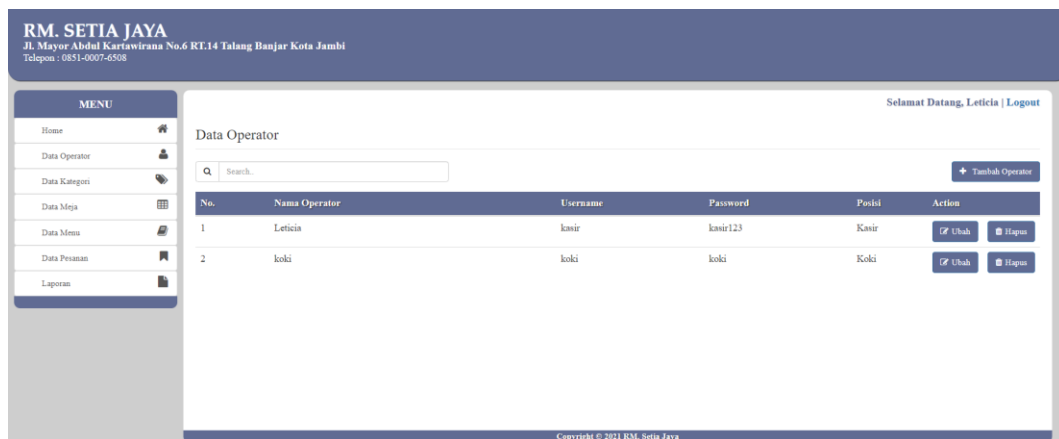 RM. SETIA JAYA
Jl. Mayor Abdul Kartawirana No.6 RT.14 Talang Banjar Kota Jambi
Telepon : 0851-0007-6508
MENU
Home
Data Operator
Data Kategori
Data Meja
Data Menu
Data Pesanan
Laporan
Selamat Datang, Leticia | Logout
Data Operator
Search..
Tambah Operator
No. Nama Operator Username Password Posisi Action
1 Leticia kasir kasir123 Kasir Ubah Hapus
2 koki koki koki Koki Ubah Hapus
Copyright © 2021 RM. Setia Jaya